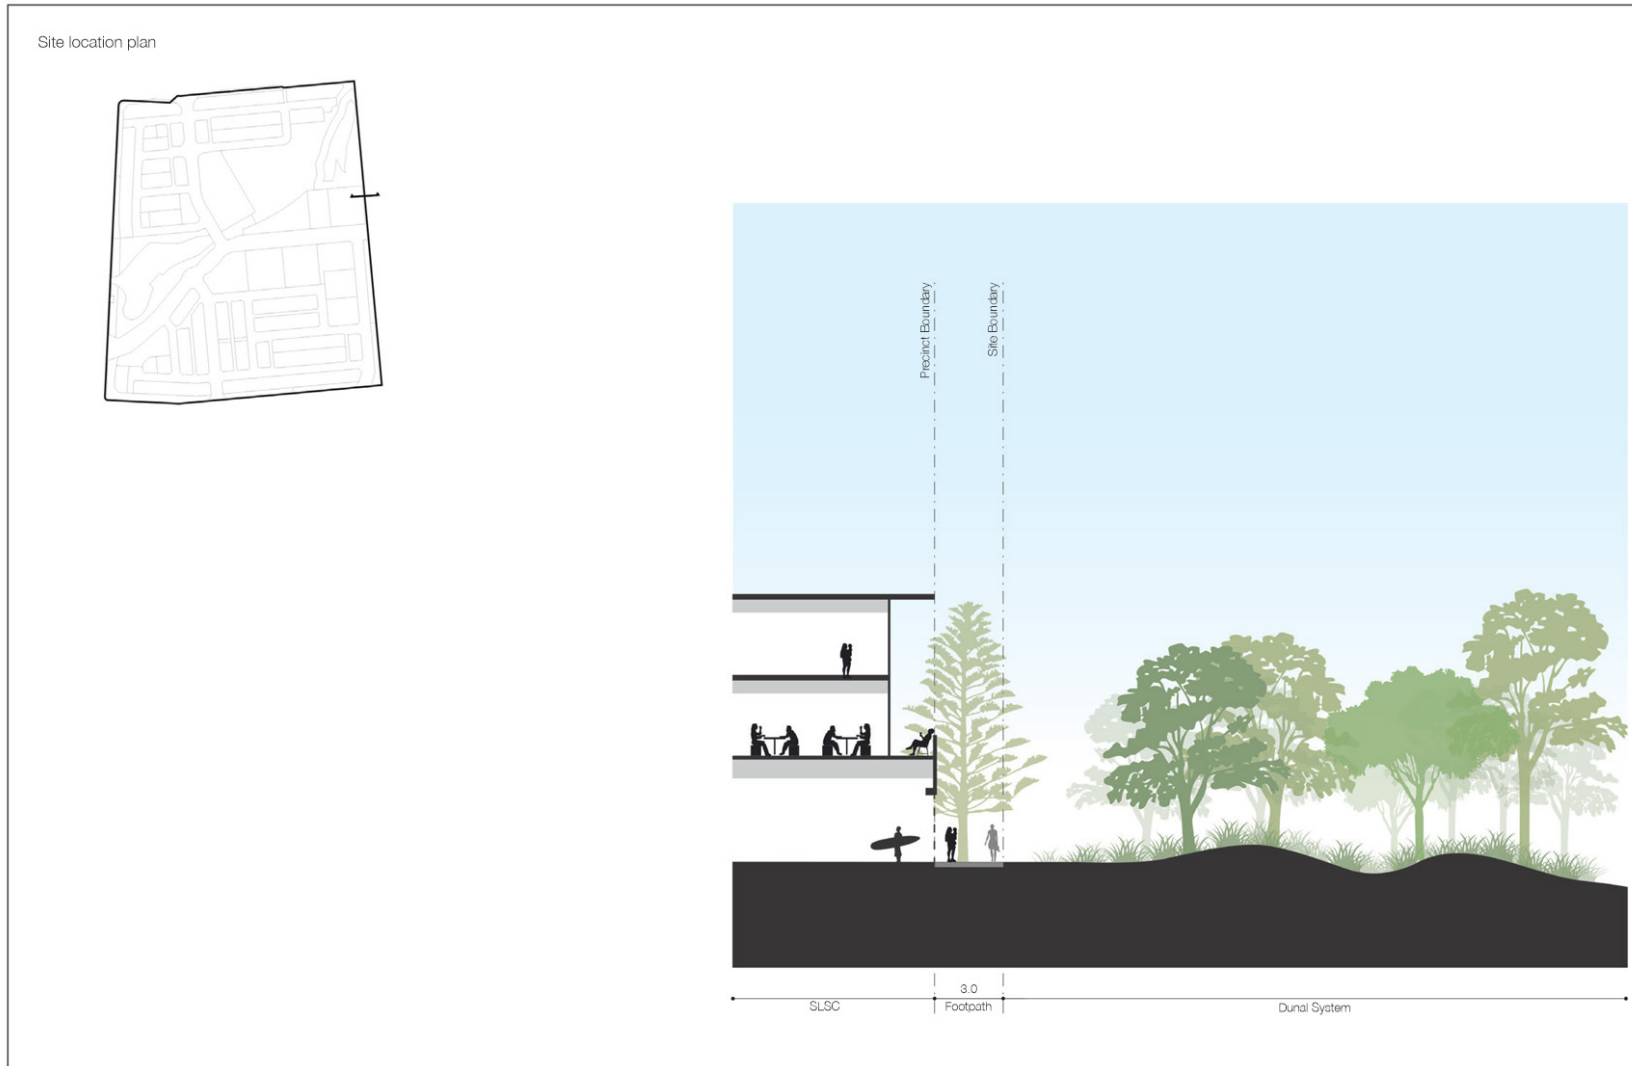 Site location plan
Precinct Boundary
Site Boundary
3.0
SLSC
Footpath
Dunal System